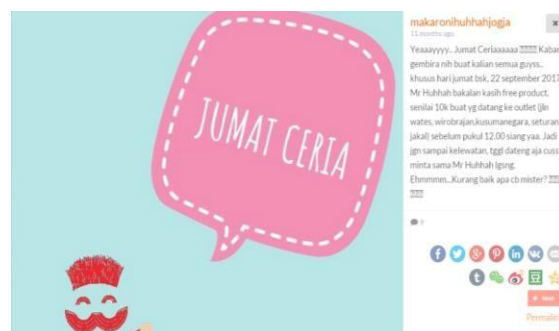 JUMAT CERIA
makaronihuhhahjogja
11 months ago
Yeaaayyyy.. Jumat Ceriaaaaaa Kabar
gembira nih buat kalian semua guyss..
khusus hari jumat bsk, 22 september 2017
Mr Huhhah bakalan kasih free product,
senilai 10k buat yg datang ke outlet (jln
wates, wirobrajan,kusumanegara, seturan,
jakal) sebelum pukul 12.00 siang yaa. Jadi
jgn sampai kelewatan, tggl dateng aja cuss
minta sama Mr Huhhah lgsng.
Ehmmmm...Kurang baik apa cb mister?
Permalink